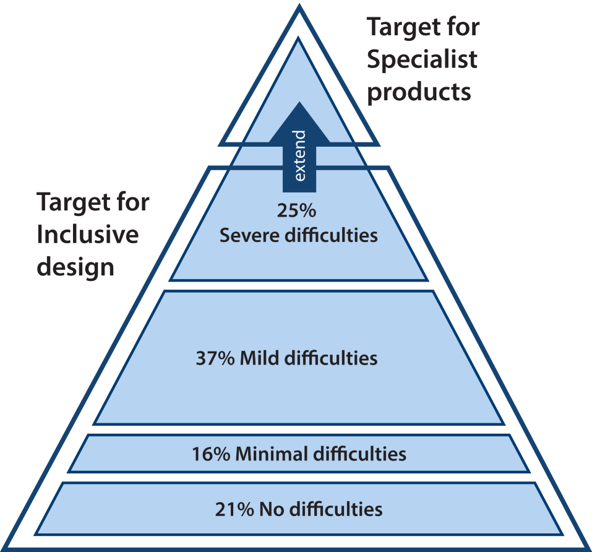 Target for
Specialist
products
extend
Target for
Inclusive
design
25%
Severe difficulties
37% Mild difficulties
16% Minimal difficulties
21% No difficulties